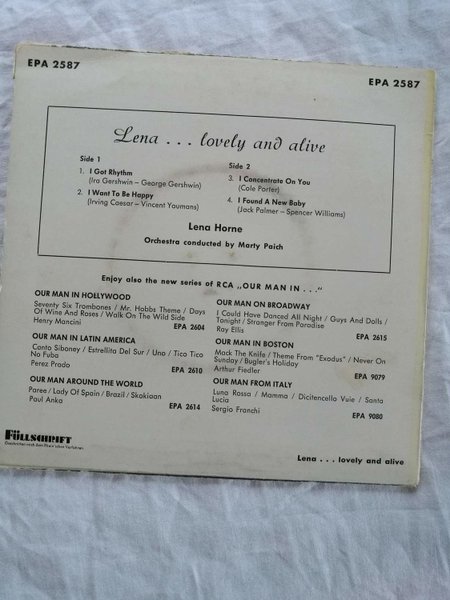 EPA 2587
EPA 2587
Lena . . . lovely and alive
Side 1
1. I Got Rhythm
(Ira Gershwin – George Gershwin)
2. I Want To Be Happy
(Irving Caesar – Vincent Youmans)
Side 2
3. I Concentrate On You
(Cole Porter)
4. I Found A New Baby
(Jack Palmer – Spencer Williams)
Lena Horne
Orchestra conducted by Marty Paich
Enjoy also the new series of RCA „OUR MAN IN . . .“
OUR MAN IN HOLLYWOOD
Seventy Six Trombones / Mr. Hobbs Theme / Days
Of Wine And Roses / Walk On The Wild Side
Henry Mancini EPA 2604
OUR MAN IN LATIN AMERICA
Canto Siboney / Estrellita Del Sur / Uno / Tico Tico
No Fuba
Perez Prado EPA 2610
OUR MAN AROUND THE WORLD
Paree / Lady Of Spain / Brazil / Skokiaan
Paul Anka EPA 2614
OUR MAN ON BROADWAY
I Could Have Danced All Night / Guys And Dolls /
Tonight / Stranger From Paradise
Ray Ellis EPA 2615
OUR MAN IN BOSTON
Mack The Knife / Theme From "Exodus" / Never On
Sunday / Bugler's Holiday
Arthur Fiedler EPA 9079
OUR MAN FROM ITALY
Luna Rossa / Mamma / Dicitencello Vuie / Santa
Lucia
Sergio Franchi EPA 9080
FÜLLSCHRIFT
Lena . . . lovely and alive